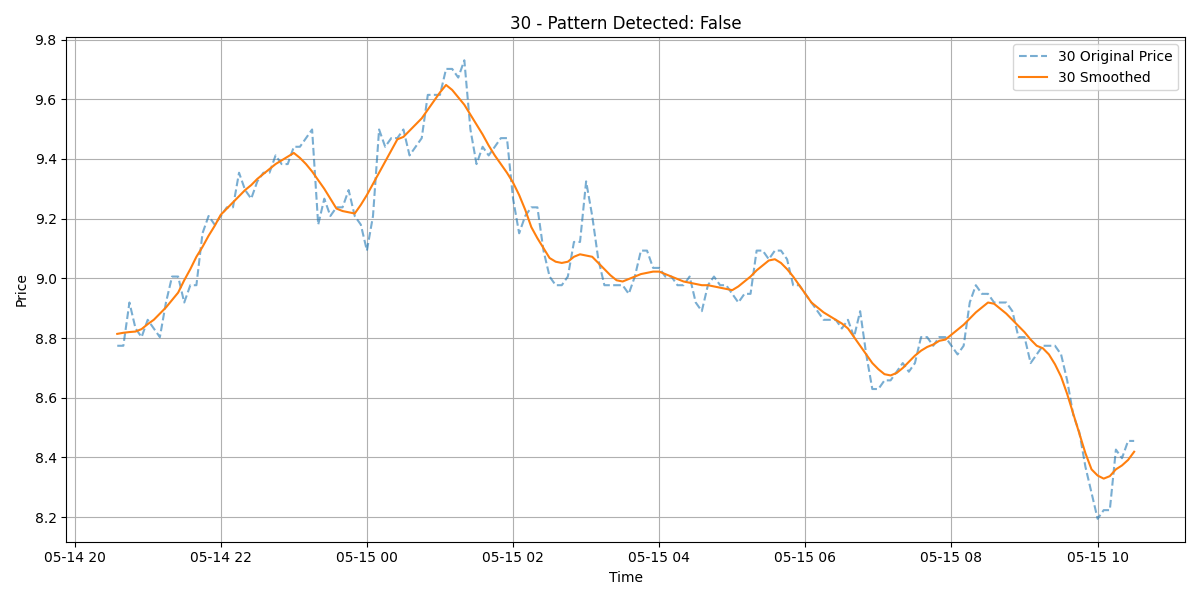 30 - Pattern Detected: False
30 Original Price
30 Smoothed
Price
9.8
9.6
9.4
9.2
9.0
8.8
8.6
8.4
8.2
05-14 20 05-14 22 05-15 00 05-15 02 05-15 04 05-15 06 05-15 08 05-15 10
Time